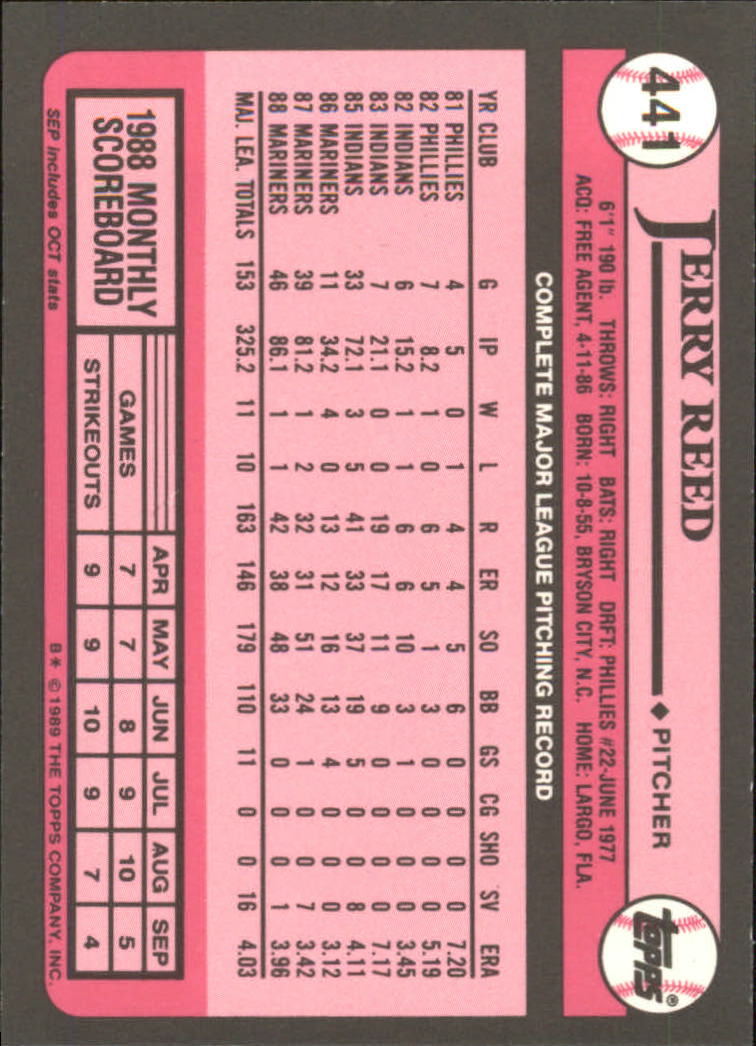 441
JERRY REED
◆ PITCHER
TOPPS®
6'1" 190 lb. THROWS: RIGHT BATS: RIGHT DRFT: PHILLIES #22-JUNE 1977
ACQ: FREE AGENT, 4-11-86 BORN: 10-8-55, BRYSON CITY, N.C. HOME: LARGO, FLA.
COMPLETE MAJOR LEAGUE PITCHING RECORD
YR CLUB G IP W L R ER SO BB GS CG SHO SV ERA
81 PHILLIES 4 5 0 1 4 4 5 6 0 0 0 0 7.20
82 PHILLIES 7 8.2 1 0 6 5 1 3 0 0 0 0 5.19
82 INDIANS 6 15.2 1 1 6 6 10 3 1 0 0 0 3.45
83 INDIANS 7 21.1 0 0 19 17 11 9 0 0 0 0 7.17
85 INDIANS 33 72.1 3 5 41 33 37 19 5 0 0 8 4.11
86 MARINERS 11 34.2 4 0 13 12 16 13 4 0 0 0 3.12
87 MARINERS 39 81.2 1 2 32 31 51 24 1 0 0 7 3.42
88 MARINERS 46 86.1 1 1 42 38 48 33 0 0 0 1 3.96
MAJ. LEA. TOTALS 153 325.2 11 10 163 146 179 110 11 0 0 16 4.03
1988 MONTHLY
SCOREBOARD
APR MAY JUN JUL AUG SEP
GAMES 7 7 8 9 10 5
STRIKEOUTS 9 9 10 9 7 4
SEP includes OCT stats
B* © 1989 THE TOPPS COMPANY, INC.